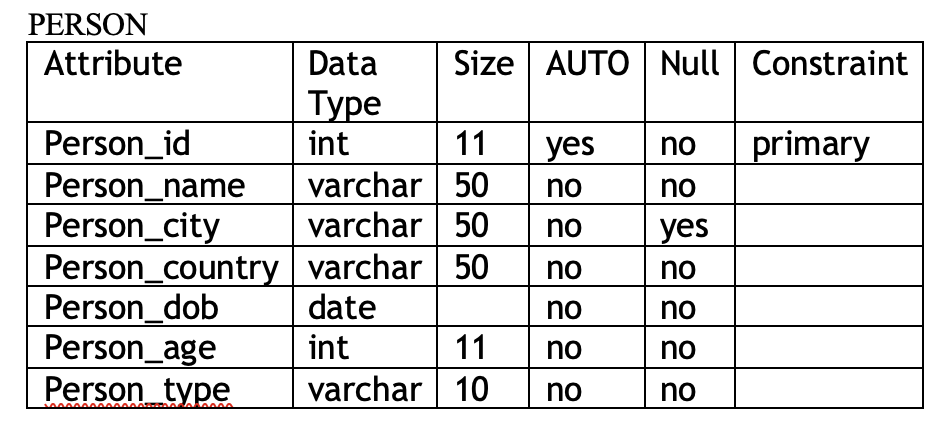 PERSON
Attribute Data Type Size AUTO Null Constraint
Person_id int 11 yes no primary
Person_name varchar 50 no no
Person_city varchar 50 no yes
Person_country varchar 50 no no
Person_dob date no no
Person_age int 11 no no
Person_type varchar 10 no no